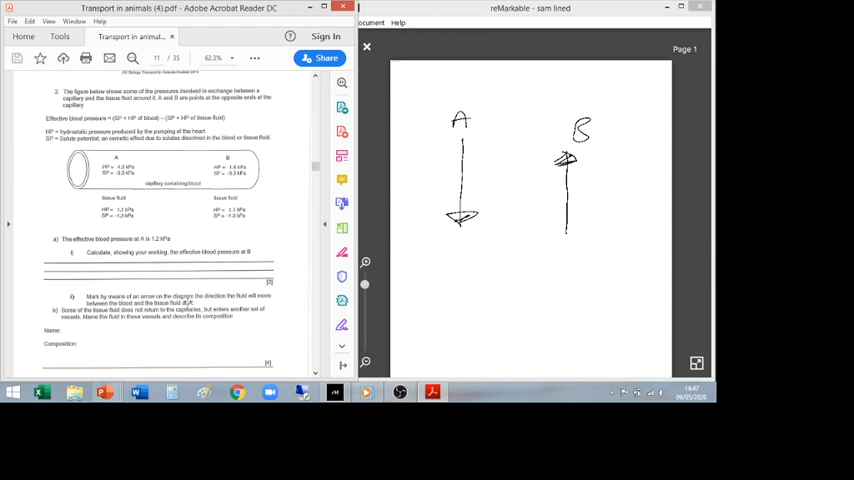 Transport in animals (4).pdf - Adobe Acrobat Reader DC
File Edit View Window Help
Home Tools Transport in animal... × Sign In
11 / 35 62.3% Share
2. The figure below shows some of the pressures involved in exchange between a
capillary and the tissue fluid around it. A and B are points at the opposite ends of the
capillary
Effective blood pressure = (SP + HP of blood) – (SP + HP of tissue fluid)
HP = hydrostatic pressure produced by the pumping of the heart
SP = Solute potential, an osmotic effect due to solutes dissolved in the blood or tissue fluid.
A B
HP = 4.3 kPa HP = 1.6 kPa
SP = -3.3 kPa SP = -3.3 kPa
capillary containing blood
tissue fluid tissue fluid
HP = 1.1 kPa HP = 1.1 kPa
SP = -1.3 kPa SP = -1.3 kPa
a) The effective blood pressure at A is 1.2 kPa
i) Calculate, showing your working, the effective blood pressure at B
[2]
ii) Mark by means of an arrow on the diagram the direction the fluid will move
between the blood and the tissue fluid at
b) Some of the tissue fluid does not return to the capillaries, but enters another set of
vessels. Name the fluid in these vessels and describe its composition
Name:
Composition:
[4]
reMarkable - sam lined
ocument Help
Page 1
A B
14:47
09/05/2020